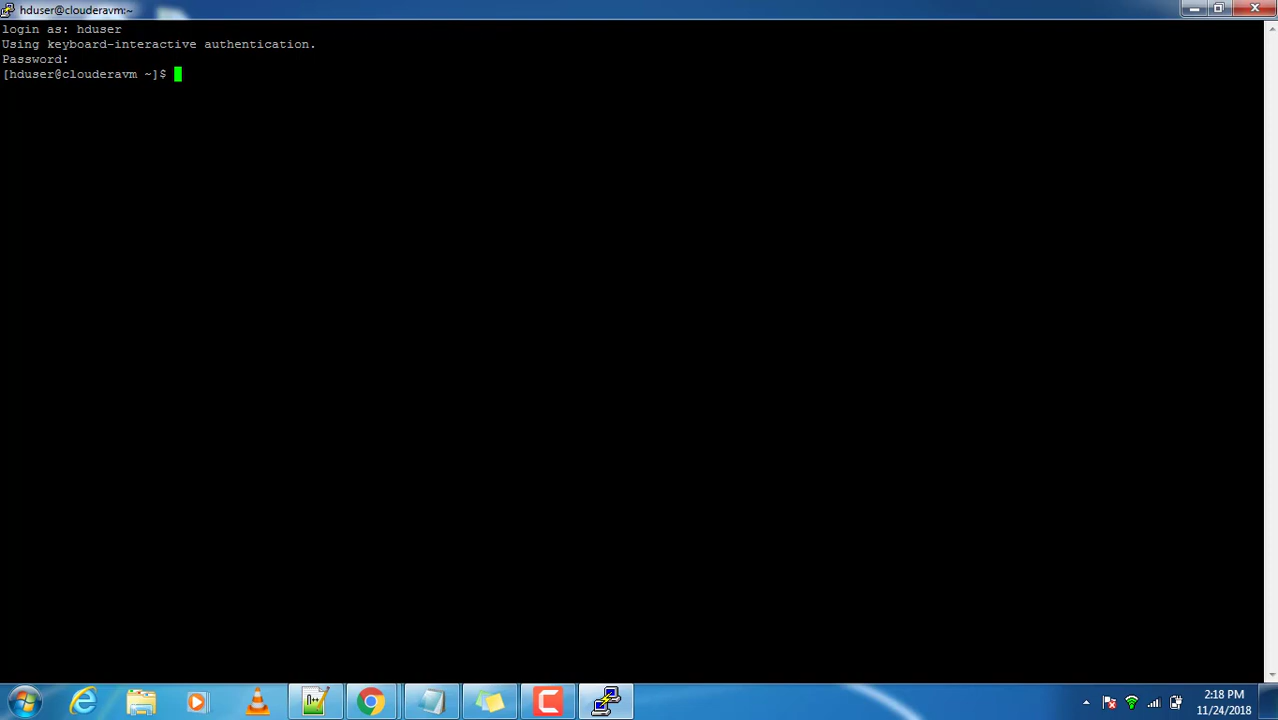 hduser@clouderavm:~
login as: hduser
Using keyboard-interactive authentication.
Password:
[hduser@clouderavm ~]$
2:18 PM
11/24/2018